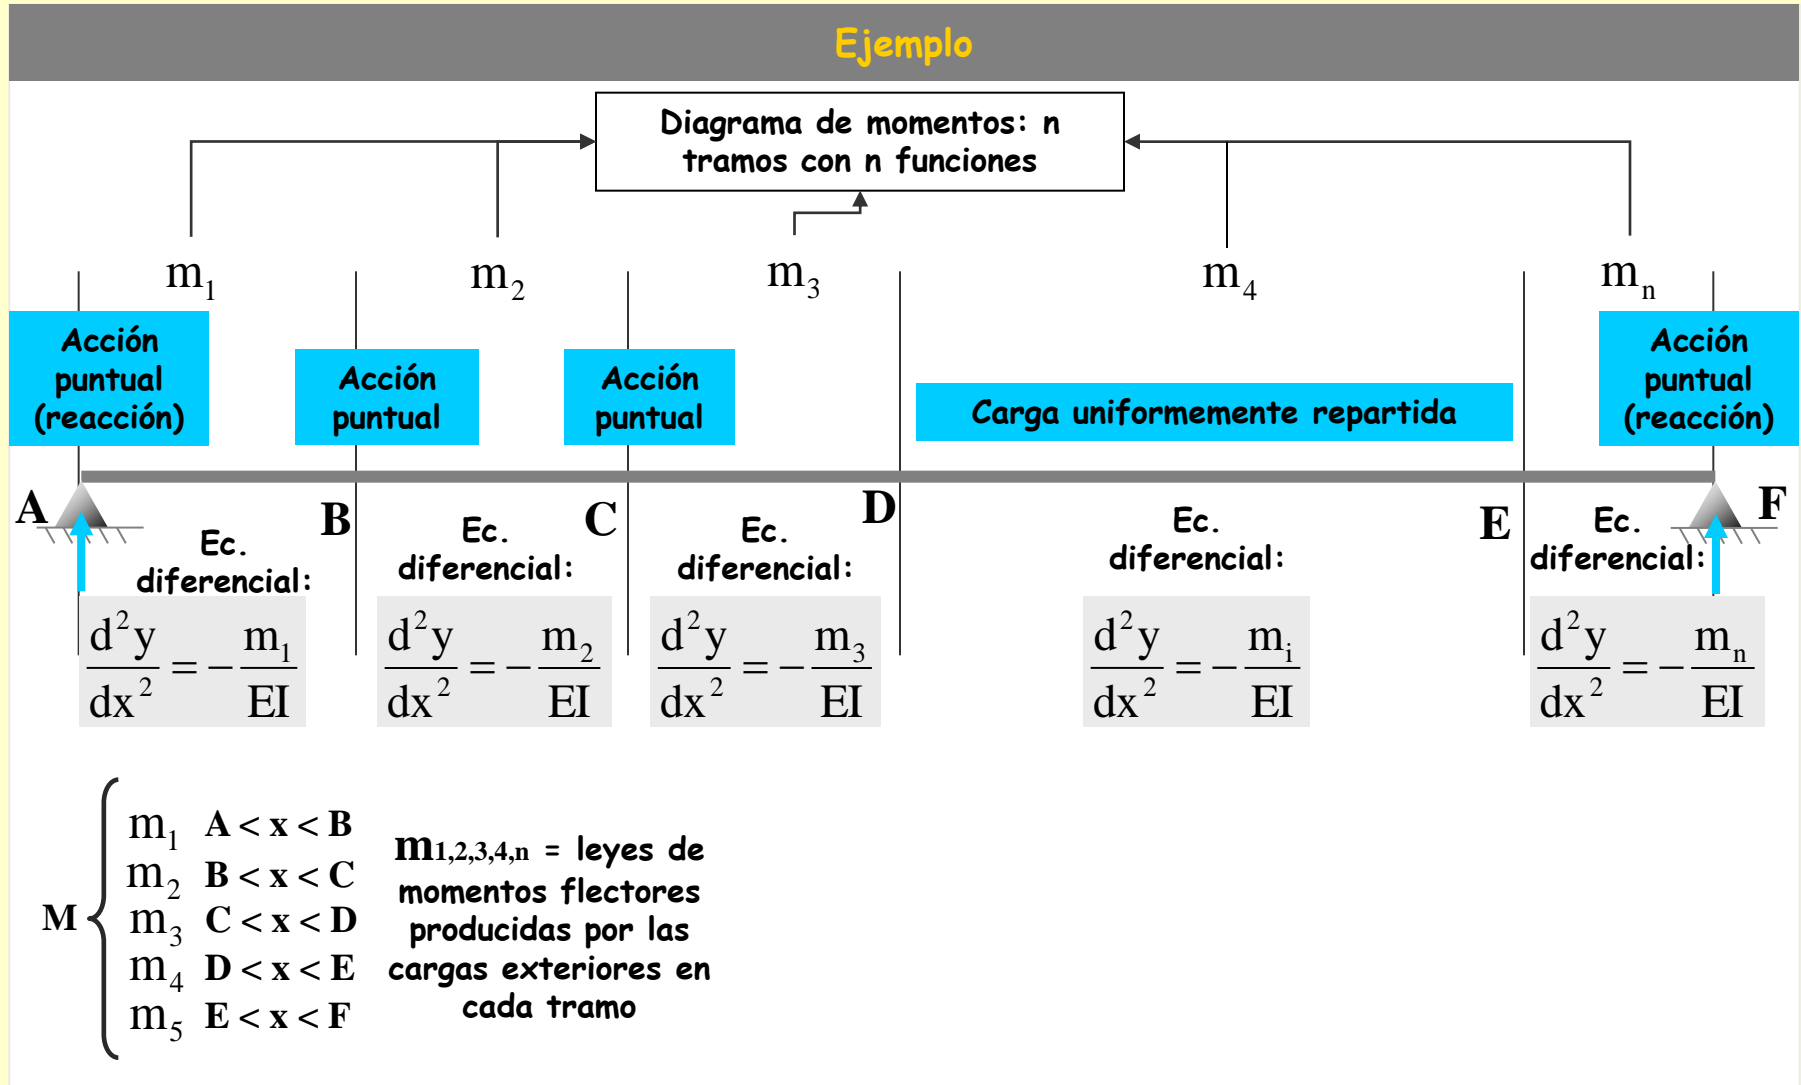 Ejemplo
Diagrama de momentos: n
tramos con n funciones
m₁ m₂ m₃ m₄ mₙ
Acción
puntual
(reacción)
Acción
puntual
Acción
puntual
Carga uniformemente repartida
Acción
puntual
(reacción)
A B C D E F
Ec.
diferencial:
d²y/dx² = − m₁/EI
Ec.
diferencial:
d²y/dx² = − m₂/EI
Ec.
diferencial:
d²y/dx² = − m₃/EI
Ec.
diferencial:
d²y/dx² = − mᵢ/EI
Ec.
diferencial:
d²y/dx² = − mₙ/EI
M
m₁ A < x < B
m₂ B < x < C
m₃ C < x < D
m₄ D < x < E
m₅ E < x < F
m1,2,3,4,n = leyes de
momentos flectores
producidas por las
cargas exteriores en
cada tramo